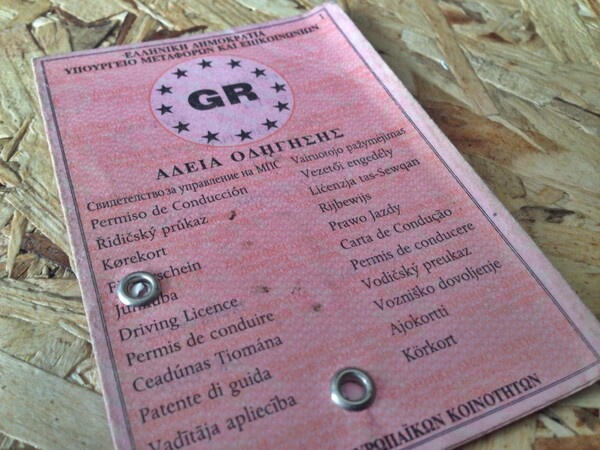 1
ΕΛΛΗΝΙΚΗ ΔΗΜΟΚΡΑΤΙΑ
ΥΠΟΥΡΓΕΙΟ ΜΕΤΑΦΟΡΩΝ ΚΑΙ ΕΠΙΚΟΙΝΩΝΙΩΝ
GR
ΑΔΕΙΑ ΟΔΗΓΗΣΗΣ
Свидетелство за управление на МПС
Permiso de Conducción
Řidičský průkaz
Kørekort
Driving Licence
Permis de conduire
Ceadúnas Tiomána
Patente di guida
Vadītāja apliecība
Vairuotojo pažymėjimas
Vezetői engedély
Liċenzja tas-Sewqan
Rijbewijs
Prawo Jazdy
Carta de Condução
Permis de conducere
Vodičský preukaz
Vozniško dovoljenje
Ajokortti
Körkort
ΚΟΙΝΟΤΗΤΩΝ